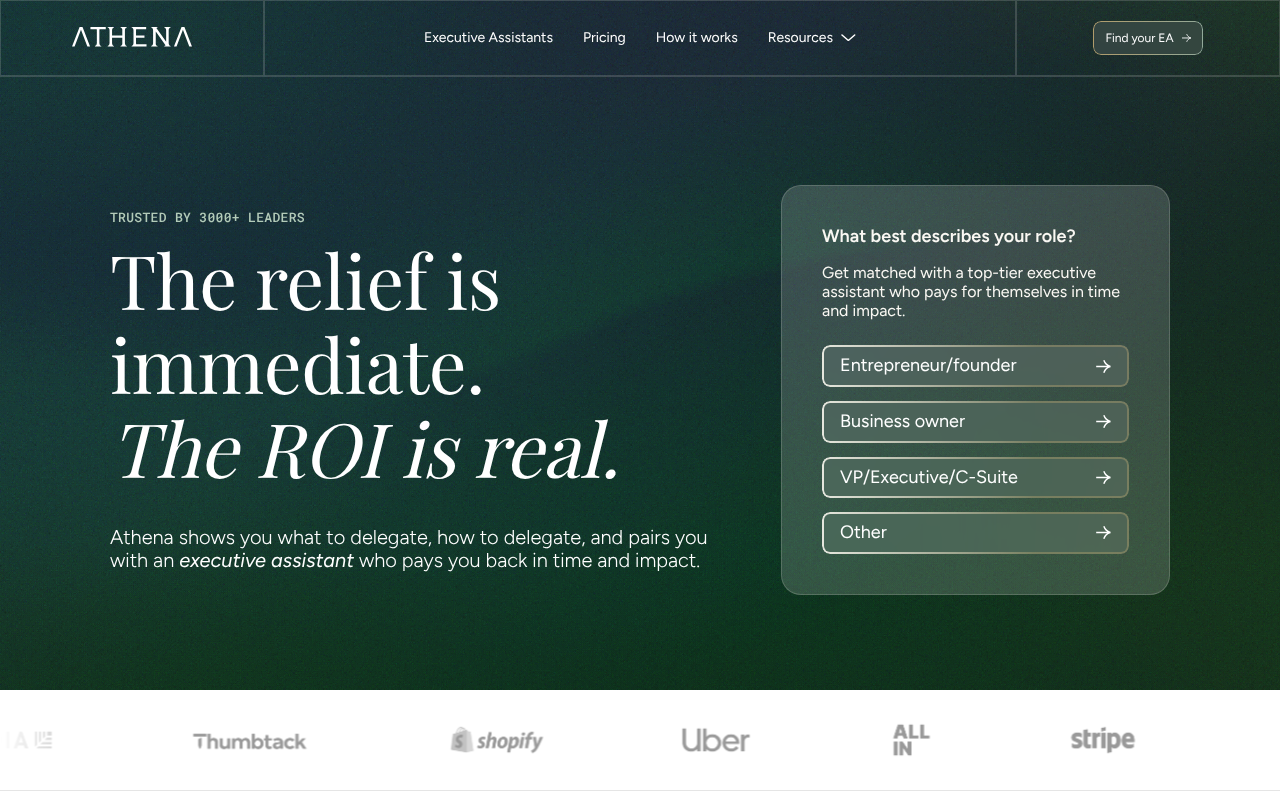 ATHENA
Executive Assistants
Pricing
How it works
Resources
Find your EA
TRUSTED BY 3000+ LEADERS
The relief is
immediate.
The ROI is real.
Athena shows you what to delegate, how to delegate, and pairs you
with an executive assistant who pays you back in time and impact.
What best describes your role?
Get matched with a top-tier executive
assistant who pays for themselves in time
and impact.
Entrepreneur/founder
Business owner
VP/Executive/C-Suite
Other
Thumbtack
shopify
Uber
ALL
IN
stripe